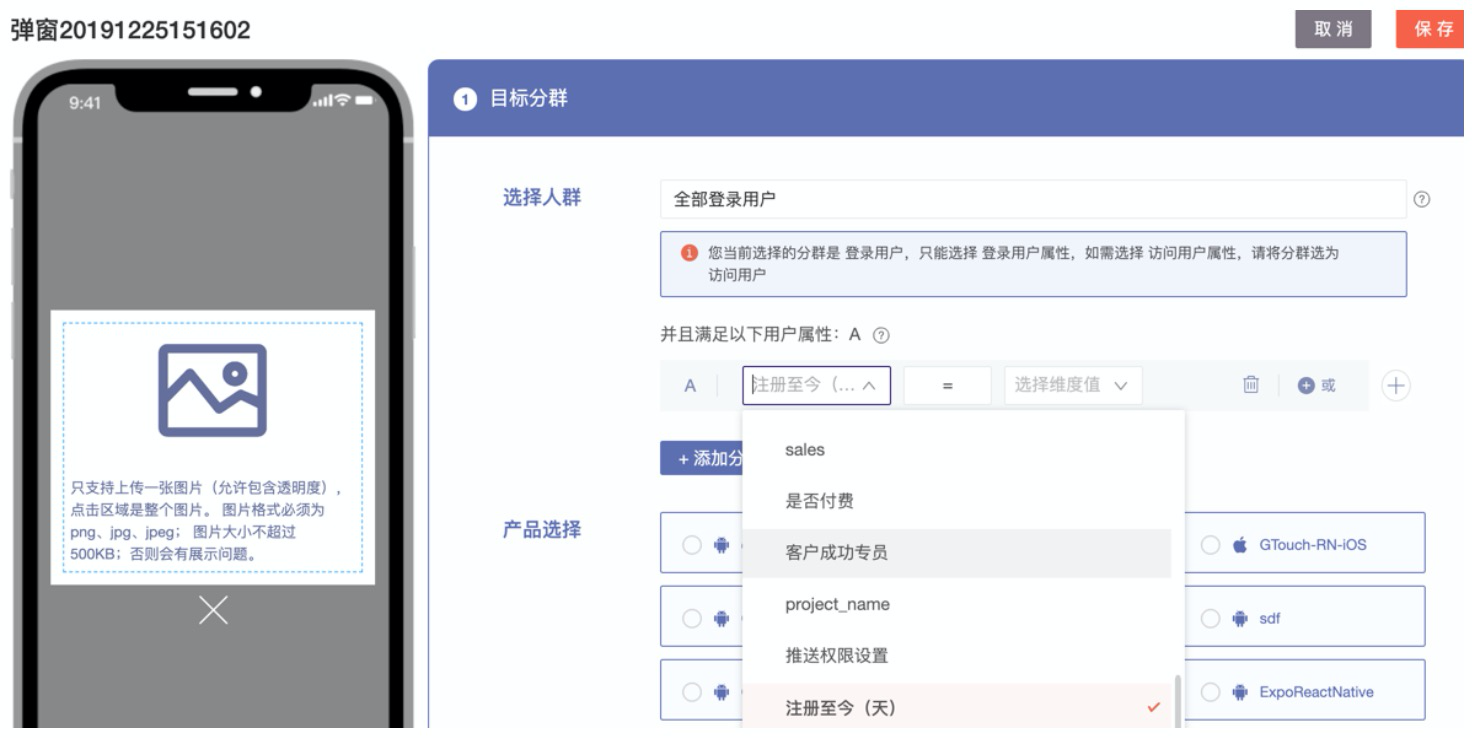 弹窗20191225151602
取 消
保 存
9:41
只支持上传一张图片（允许包含透明度），
点击区域是整个图片。 图片格式必须为
png、jpg、jpeg； 图片大小不超过
500KB；否则会有展示问题。
1 目标分群
选择人群
全部登录用户
您当前选择的分群是 登录用户，只能选择 登录用户属性，如需选择 访问用户属性，请将分群选为
访问用户
并且满足以下用户属性：A
A
注册至今（...
=
选择维度值
或
+ 添加分
sales
是否付费
客户成功专员
project_name
推送权限设置
注册至今（天）
产品选择
GTouch-RN-iOS
sdf
ExpoReactNative